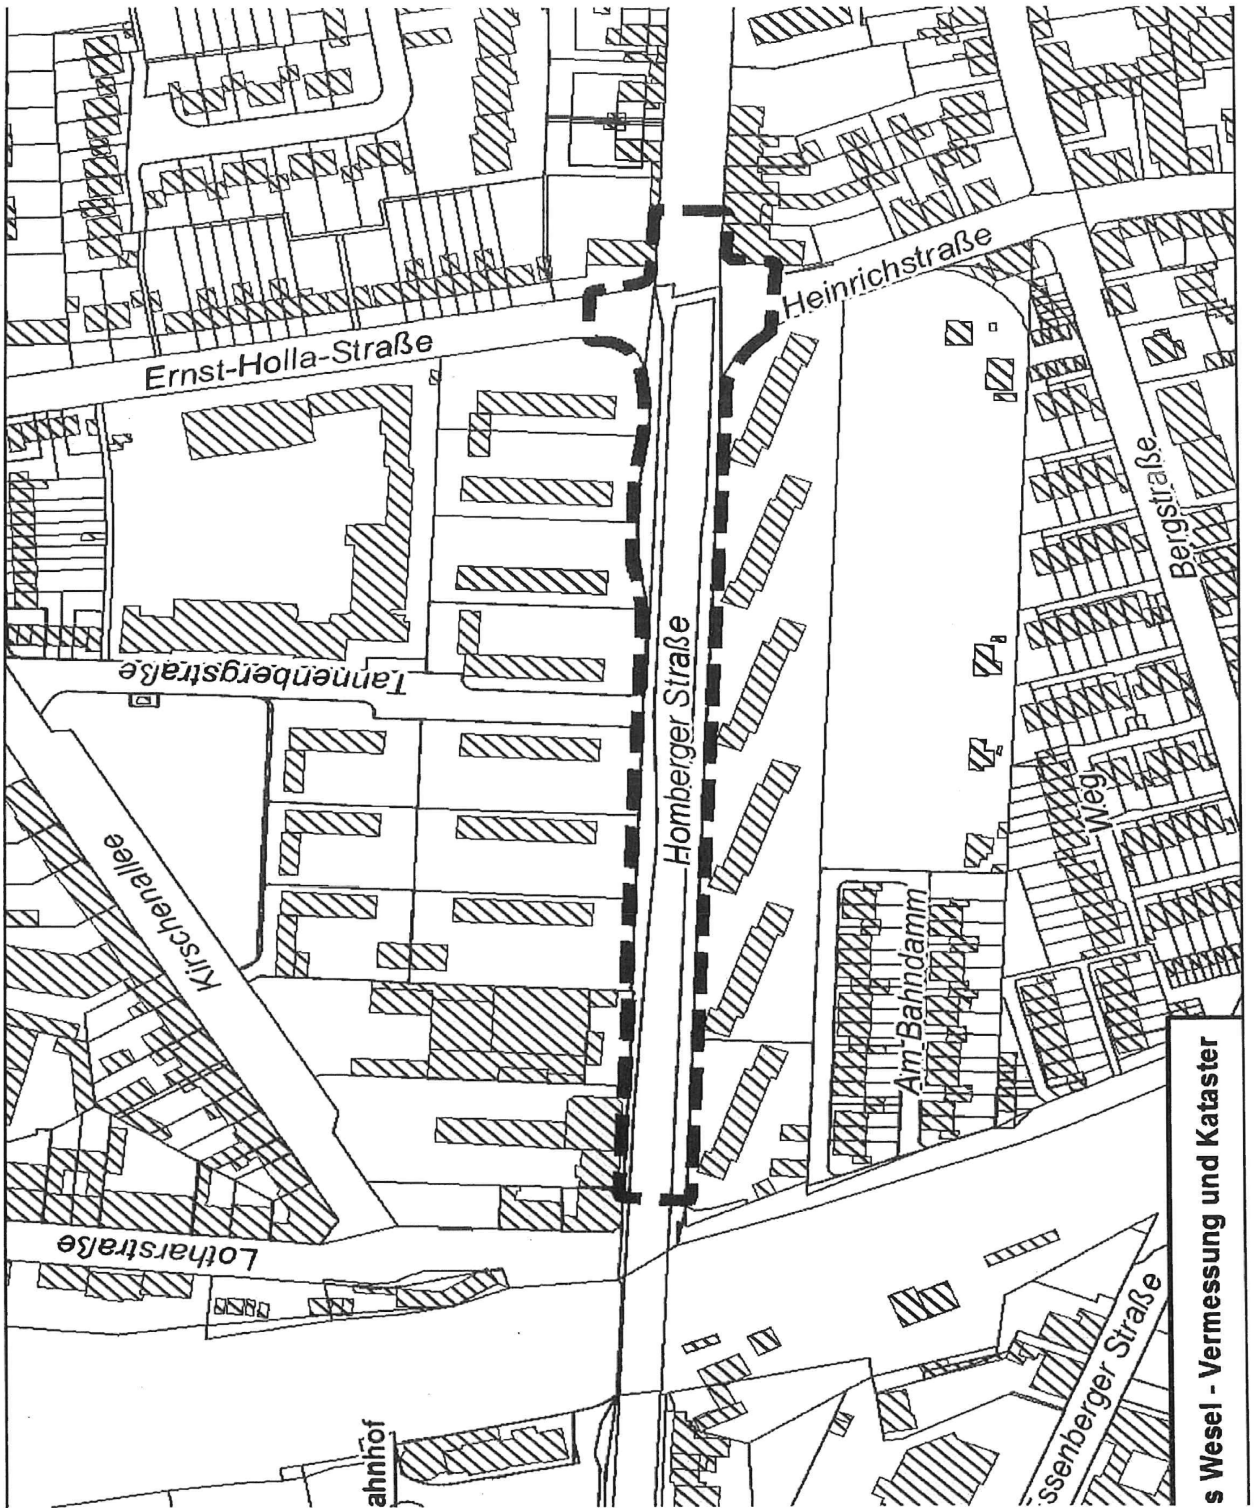 Ernst-Holla-Straße
Heinrichstraße
Bergstraße
Tannenbergstraße
Homberger Straße
Kirschenallee
Weg
Am-Bahndamm
Lotharstraße
ssenberger Straße
ahnhof
s Wesel - Vermessung und Kataster